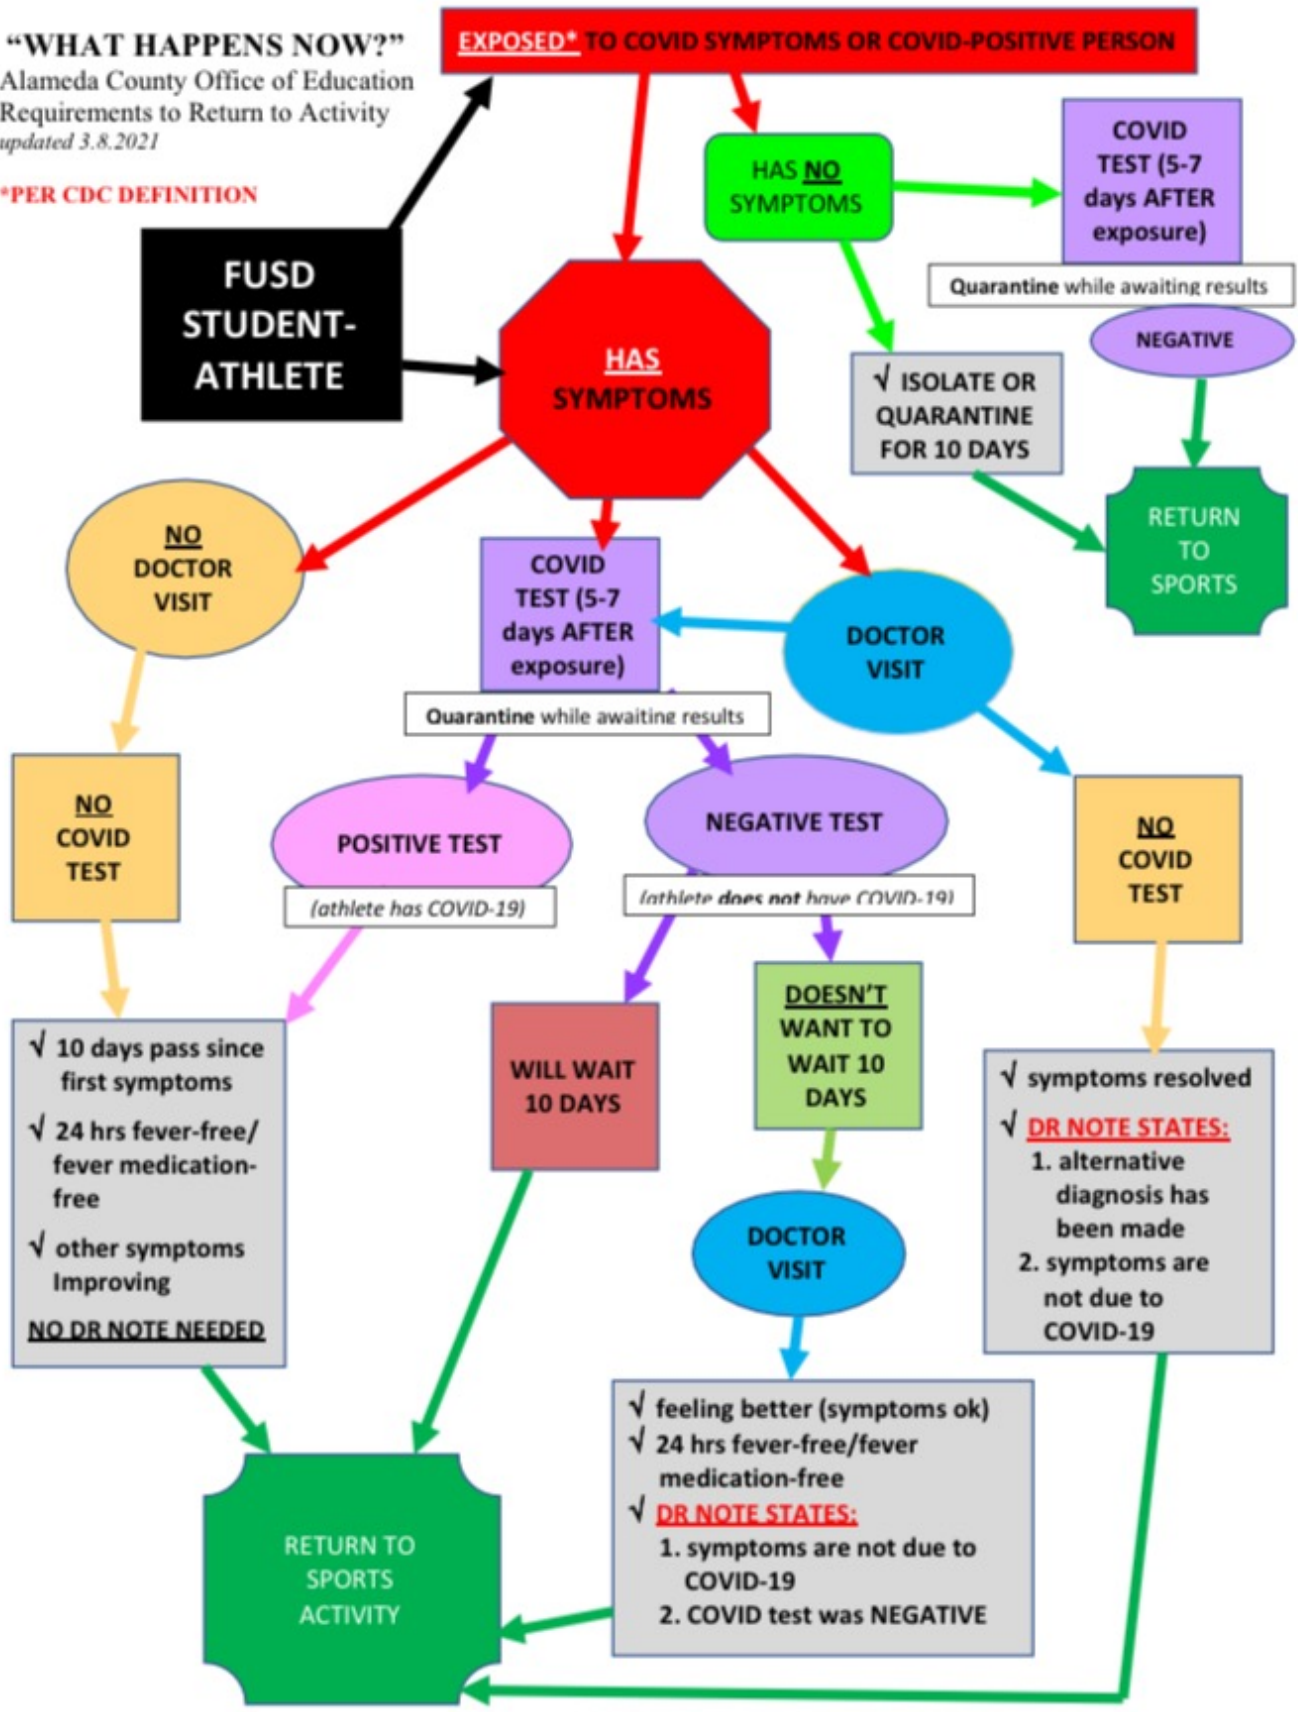 “WHAT HAPPENS NOW?”
Alameda County Office of Education
Requirements to Return to Activity
updated 3.8.2021
*PER CDC DEFINITION
EXPOSED* TO COVID SYMPTOMS OR COVID-POSITIVE PERSON
FUSD
STUDENT-
ATHLETE
HAS NO
SYMPTOMS
COVID
TEST (5-7
days AFTER
exposure)
Quarantine while awaiting results
NEGATIVE
√ ISOLATE OR
QUARANTINE
FOR 10 DAYS
RETURN
TO
SPORTS
HAS
SYMPTOMS
NO
DOCTOR
VISIT
COVID
TEST (5-7
days AFTER
exposure)
Quarantine while awaiting results
DOCTOR
VISIT
NO
COVID
TEST
POSITIVE TEST
(athlete has COVID-19)
NEGATIVE TEST
(athlete does not have COVID-19)
NO
COVID
TEST
√ 10 days pass since
first symptoms
√ 24 hrs fever-free/
fever medication-
free
√ other symptoms
Improving
NO DR NOTE NEEDED
WILL WAIT
10 DAYS
DOESN’T
WANT TO
WAIT 10
DAYS
DOCTOR
VISIT
√ symptoms resolved
√ DR NOTE STATES:
1. alternative
diagnosis has
been made
2. symptoms are
not due to
COVID-19
√ feeling better (symptoms ok)
√ 24 hrs fever-free/fever
medication-free
√ DR NOTE STATES:
1. symptoms are not due to
COVID-19
2. COVID test was NEGATIVE
RETURN TO
SPORTS
ACTIVITY